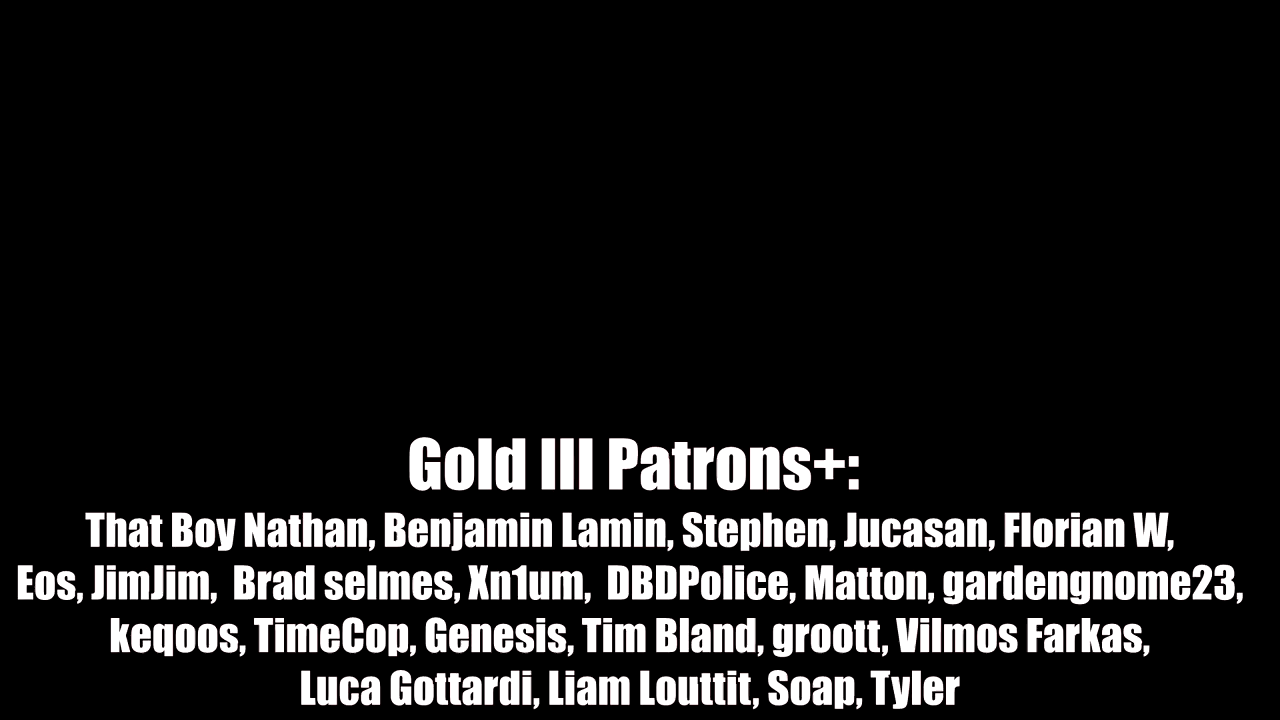 Gold III Patrons+:
That Boy Nathan, Benjamin Lamin, Stephen, Jucasan, Florian W,
Eos, JimJim,  Brad selmes, Xn1um,  DBDPolice, Matton, gardengnome23,
keqoos, TimeCop, Genesis, Tim Bland, groott, Vilmos Farkas,
Luca Gottardi, Liam Louttit, Soap, Tyler